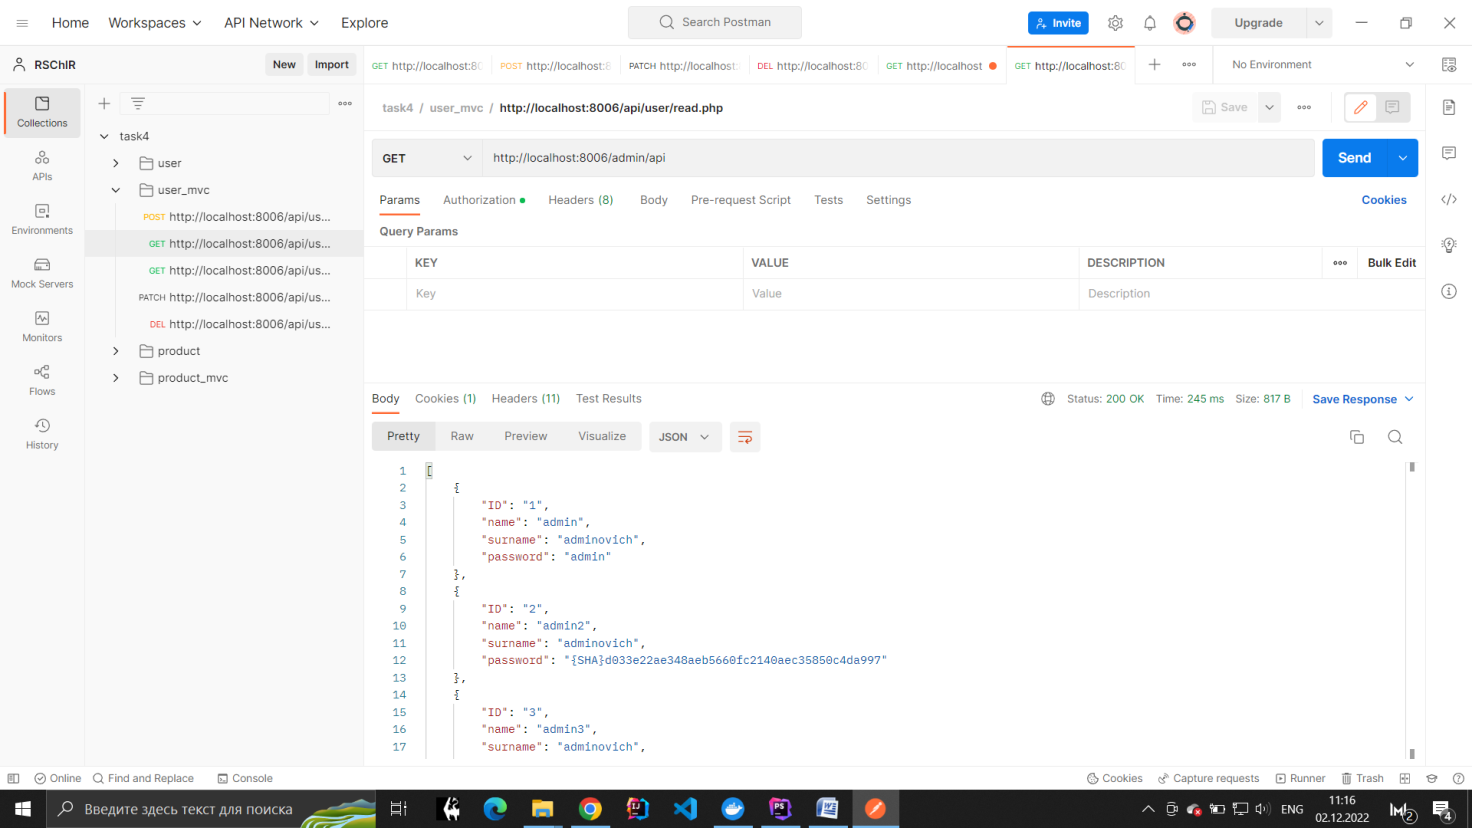 Home
Workspaces
API Network
Explore
Search Postman
Invite
Upgrade
RSChIR
New
Import
GET http://localhost:80
POST http://localhost:8
PATCH http://localhost:
DEL http://localhost:80
GET http://localhost
GET http://localhost:80
No Environment
Collections
APIs
Environments
Mock Servers
Monitors
Flows
History
task4
user
user_mvc
POST http://localhost:8006/api/us...
GET http://localhost:8006/api/us...
GET http://localhost:8006/api/us...
PATCH http://localhost:8006/api/us...
DEL http://localhost:8006/api/us...
product
product_mvc
task4 / user_mvc / http://localhost:8006/api/user/read.php
Save
GET
http://localhost:8006/admin/api
Send
Params
Authorization
Headers (8)
Body
Pre-request Script
Tests
Settings
Cookies
Query Params
KEY
VALUE
DESCRIPTION
Bulk Edit
Key
Value
Description
Body
Cookies (1)
Headers (11)
Test Results
Status: 200 OK
Time: 245 ms
Size: 817 B
Save Response
Pretty
Raw
Preview
Visualize
JSON
1 [
2 {
3 "ID": "1",
4 "name": "admin",
5 "surname": "adminovich",
6 "password": "admin"
7 },
8 {
9 "ID": "2",
10 "name": "admin2",
11 "surname": "adminovich",
12 "password": "{SHA}d033e22ae348aeb5660fc2140aec35850c4da997"
13 },
14 {
15 "ID": "3",
16 "name": "admin3",
17 "surname": "adminovich",
Online
Find and Replace
Console
Cookies
Capture requests
Runner
Trash
Введите здесь текст для поиска
ENG
11:16
02.12.2022
2
4